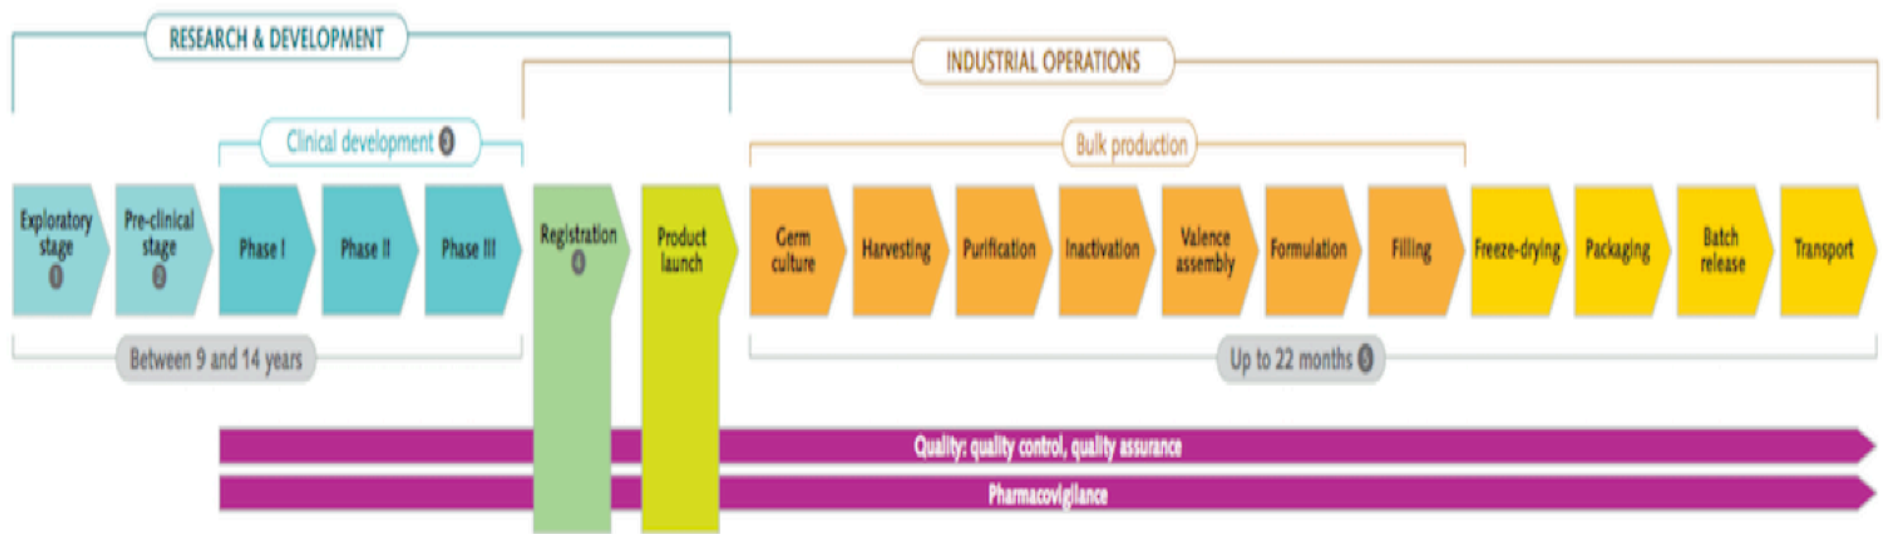 RESEARCH & DEVELOPMENT
INDUSTRIAL OPERATIONS
Clinical development 3
Bulk production
Exploratory
stage
1
Pre-clinical
stage
2
Phase I
Phase II
Phase III
Registration
4
Product
launch
Germ
culture
Harvesting
Purification
Inactivation
Valence
assembly
Formulation
Filling
Freeze-drying
Packaging
Batch
release
Transport
Between 9 and 14 years
Up to 22 months 5
Quality: quality control, quality assurance
Pharmacovigilance